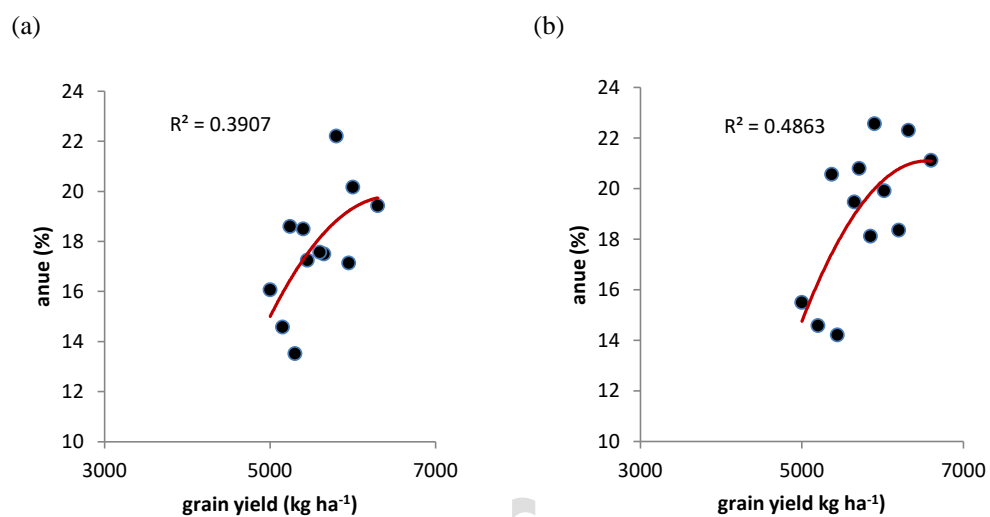 (a)
(b)
24
22
20
18
16
14
12
10
anue (%)
R² = 0.3907
3000
5000
7000
grain yield (kg ha⁻¹)
24
22
20
18
16
14
12
10
anue (%)
R² = 0.4863
3000
5000
7000
grain yield kg ha⁻¹)